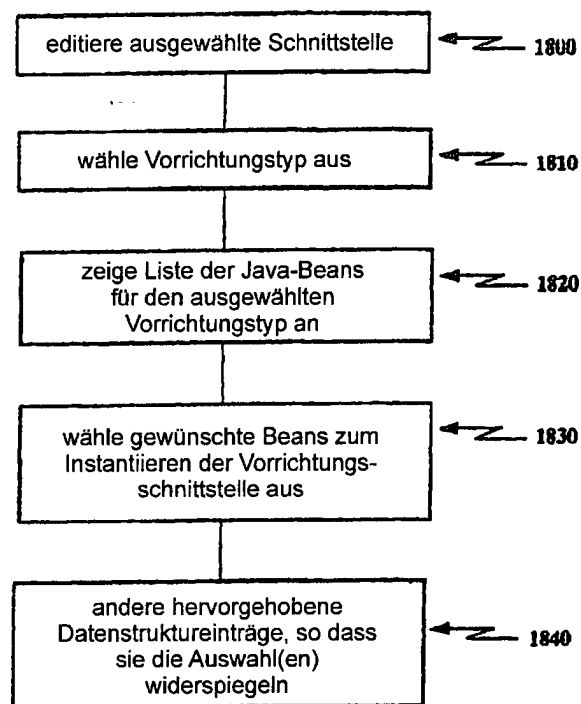 editiere ausgewählte Schnittstelle
1800
wähle Vorrichtungstyp aus
1810
zeige Liste der Java-Beans
für den ausgewählten
Vorrichtungstyp an
1820
wähle gewünschte Beans zum
Instantiieren der Vorrichtungs-
schnittstelle aus
1830
andere hervorgehobene
Datenstruktureinträge, so dass
sie die Auswahl(en)
widerspiegeln
1840